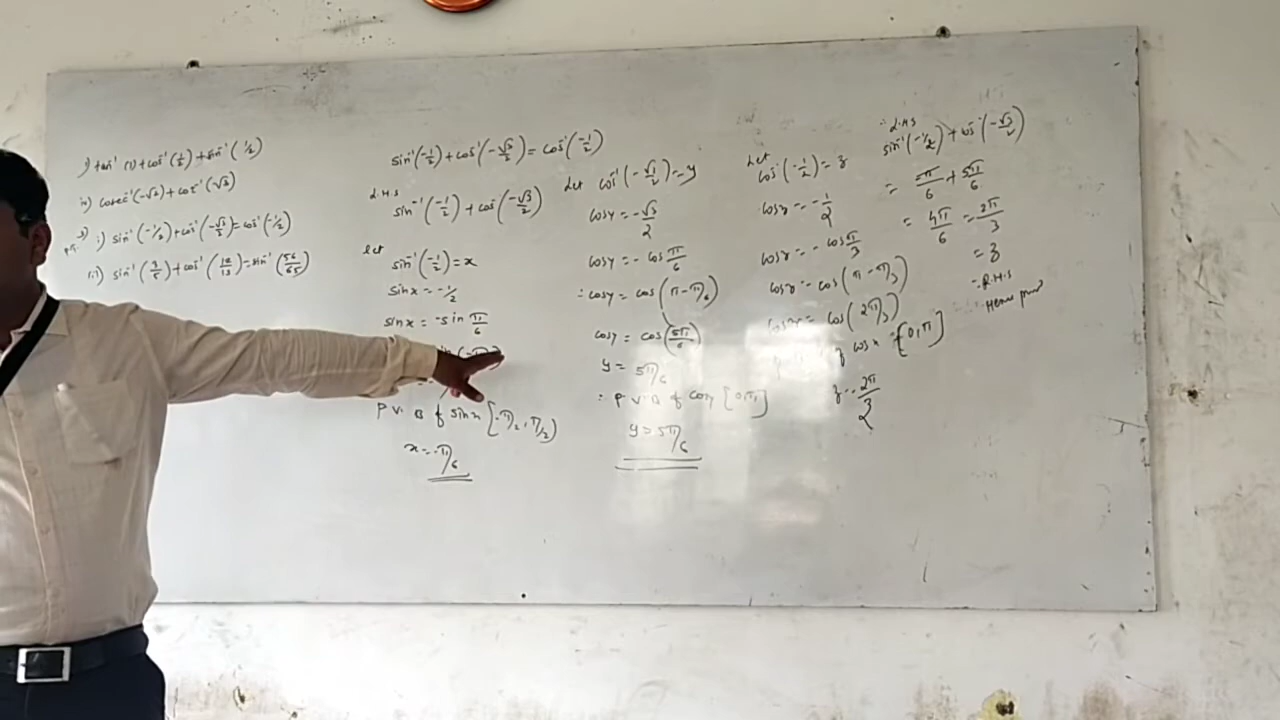 1) tan⁻¹(1) + cos⁻¹(1/2) + sin⁻¹(1/2)
cosec⁻¹(-√2) + cot⁻¹(√3)
3)
i) sin⁻¹(-1/2) + cos⁻¹(-√3/2) = cos⁻¹(-1/2)
ii) sin⁻¹(3/5) + cos⁻¹(12/13) = sin⁻¹(56/65)
sin⁻¹(-1/2) + cos⁻¹(-√3/2) = cos⁻¹(-1/2)
L.H.S
sin⁻¹(-1/2) + cos⁻¹(-√3/2)
let
sin⁻¹(-1/2) = x
sinx = -1/2
sinx = -sin π/6
P V. B of sinx [-π/2, π/2]
x = -π/6
Let cos⁻¹(-√3/2) = y
cosy = -√3/2
cosy = -cos π/6
∴ cosy = cos(π - π/6)
cosy = cos(5π/6)
y = 5π/6
∴ P V. B of cosy [0, π]
y = 5π/6
Let
cos⁻¹(-1/2) = z
cosz = -1/2
cosz = -cos π/3
cosz = cos(π - π/3)
cosz = cos(2π/3)
of cosx = [0, π]
z = 2π/3
∴ L.H.S
sin⁻¹(-1/2) + cos⁻¹(-√3/2)
= -π/6 + 5π/6
= 4π/6 = 2π/3
= z
= R.H.S
∴ Hence